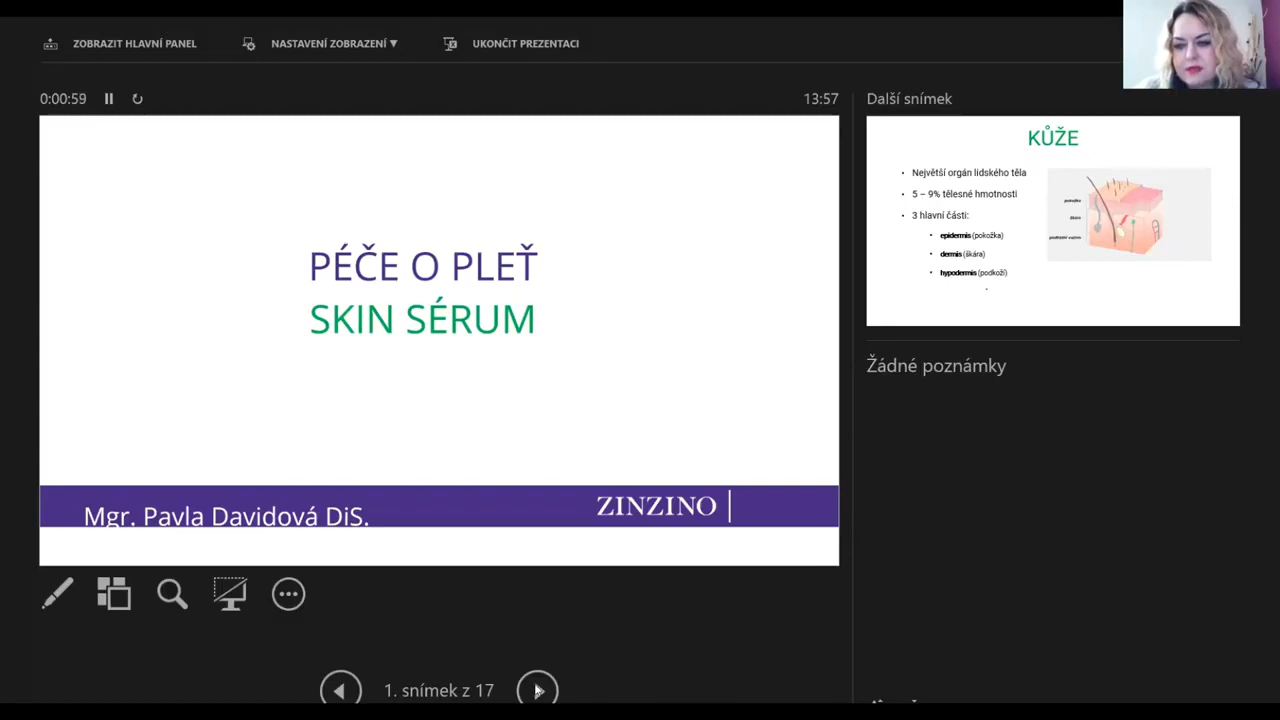 ZOBRAZIT HLAVNÍ PANEL
NASTAVENÍ ZOBRAZENÍ ▼
UKONČIT PREZENTACI
0:00:59
13:57
PÉČE O PLEŤ
SKIN SÉRUM
Mgr. Pavla Davidová DiS.
ZINZINO
1. snímek z 17
Další snímek
KŮŽE
• Největší orgán lidského těla
• 5 – 9% tělesné hmotnosti
• 3 hlavní části:
• epidermis (pokožka)
• dermis (škára)
• hypodermis (podkoží)
pokožka
škára
Žádné poznámky